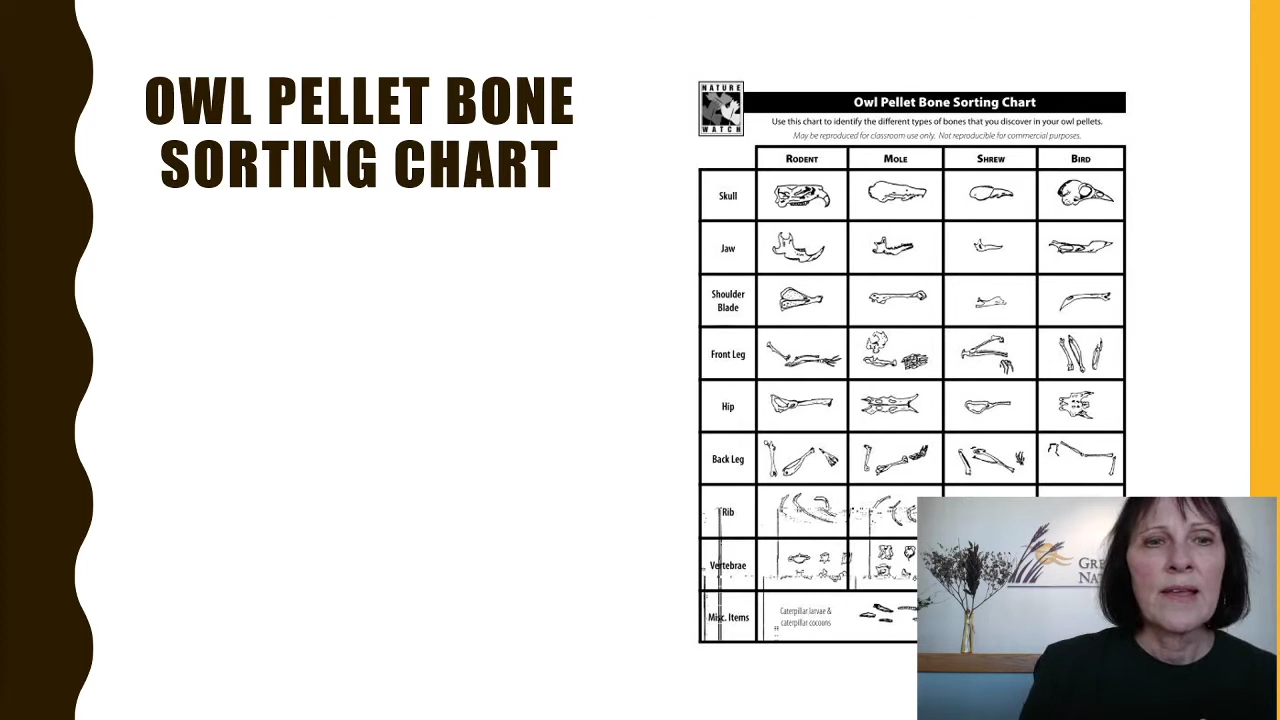 OWL PELLET BONE
SORTING CHART
NATURE
WATCH
Owl Pellet Bone Sorting Chart
Use this chart to identify the different types of bones that you discover in your owl pellets.
May be reproduced for classroom use only. Not reproducible for commercial purposes.
RODENT MOLE SHREW BIRD
Skull
Jaw
Shoulder
Blade
Front Leg
Hip
Back Leg
Rib
Vertebrae
Misc. Items
Caterpillar larvae &
caterpillar cocoons